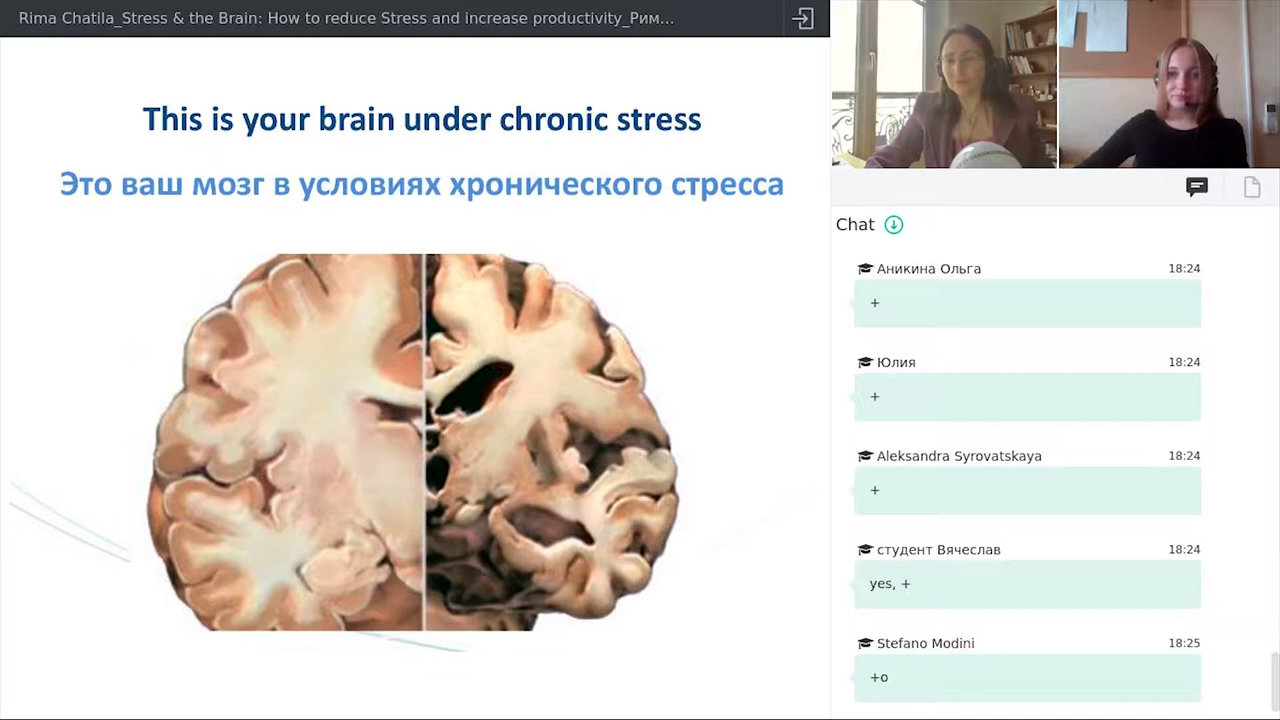 Rima Chatila_Stress & the Brain: How to reduce Stress and increase productivity_Рим...
This is your brain under chronic stress
Это ваш мозг в условиях хронического стресса
Chat
Аникина Ольга 18:24
+
Юлия 18:24
+
Aleksandra Syrovatskaya 18:24
+
студент Вячеслав 18:24
yes, +
Stefano Modini 18:25
+o